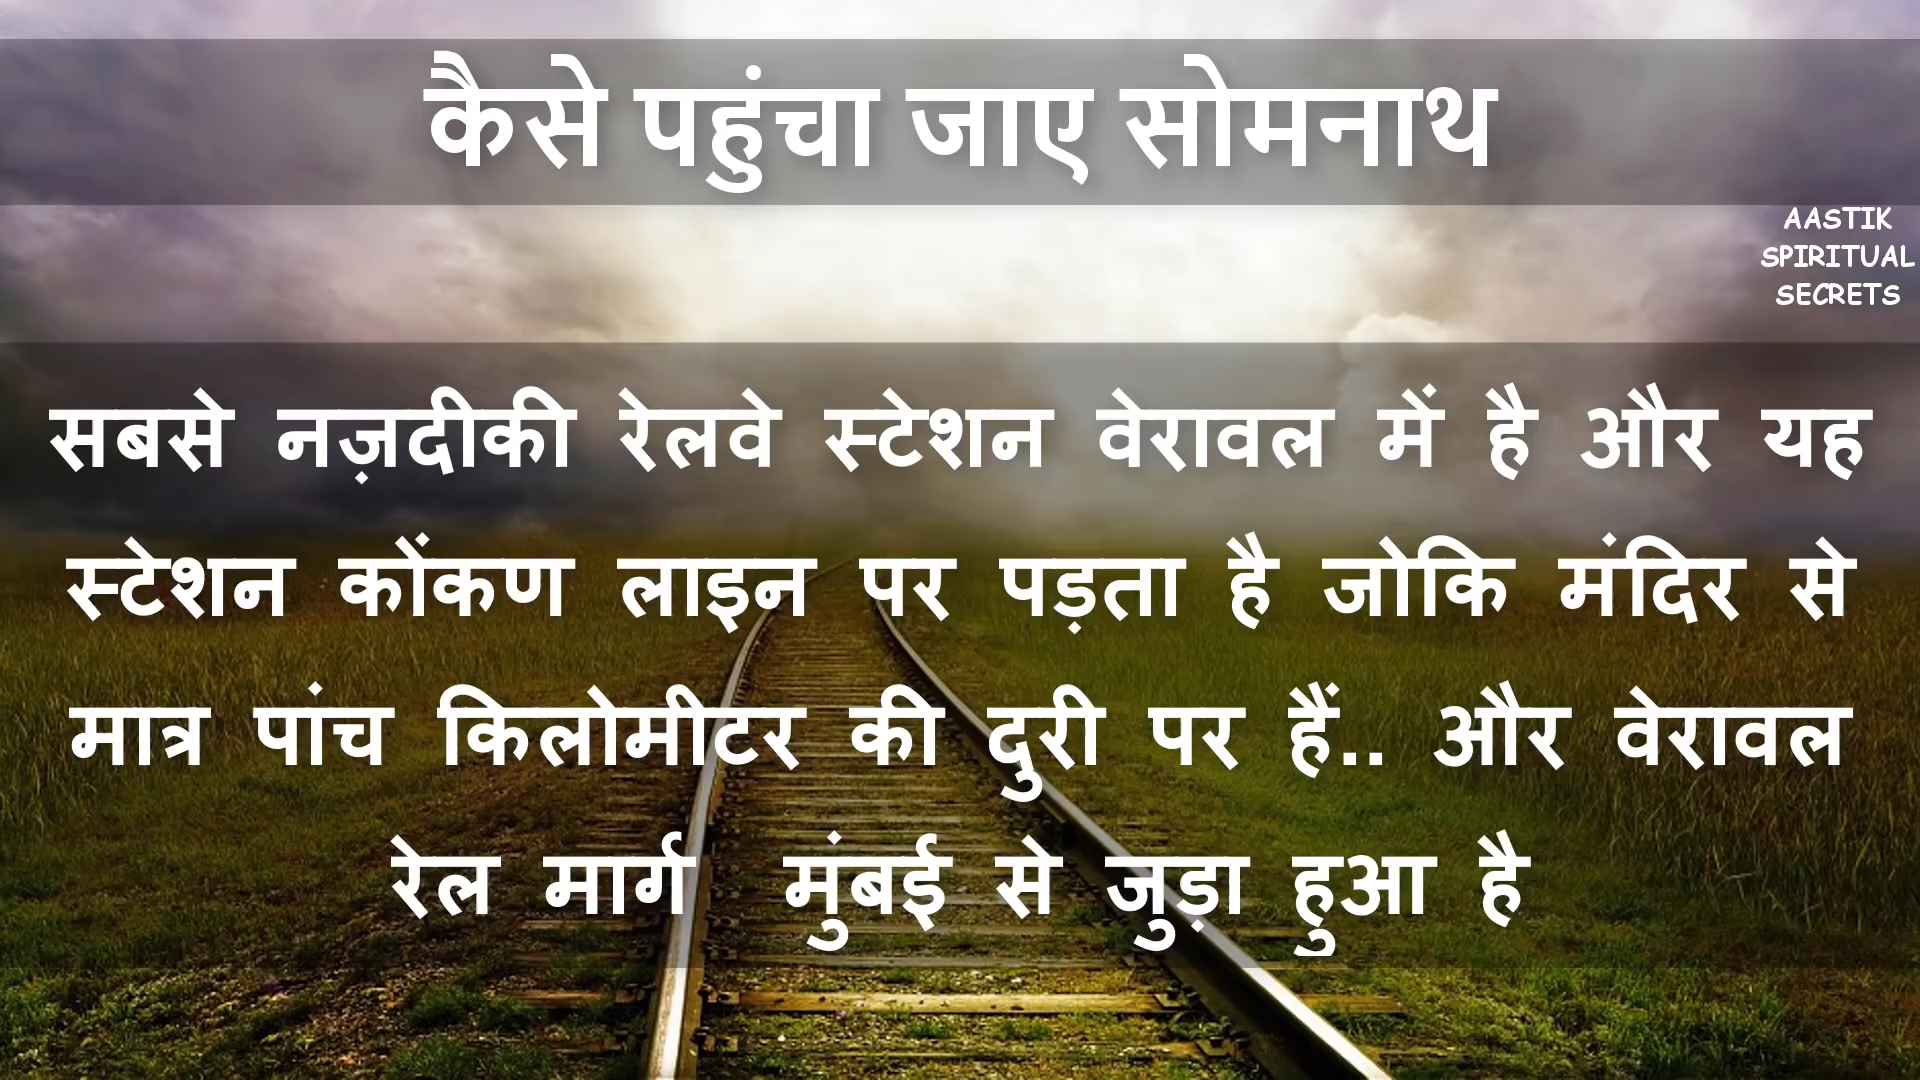 कैसे पहुंचा जाए सोमनाथ
AASTIK
SPIRITUAL
SECRETS
सबसे नज़दीकी रेलवे स्टेशन वेरावल में है और यह
स्टेशन कोंकण लाइन पर पड़ता है जोकि मंदिर से
मात्र पांच किलोमीटर की दुरी पर हैं.. और वेरावल
रेल मार्ग मुंबई से जुड़ा हुआ है